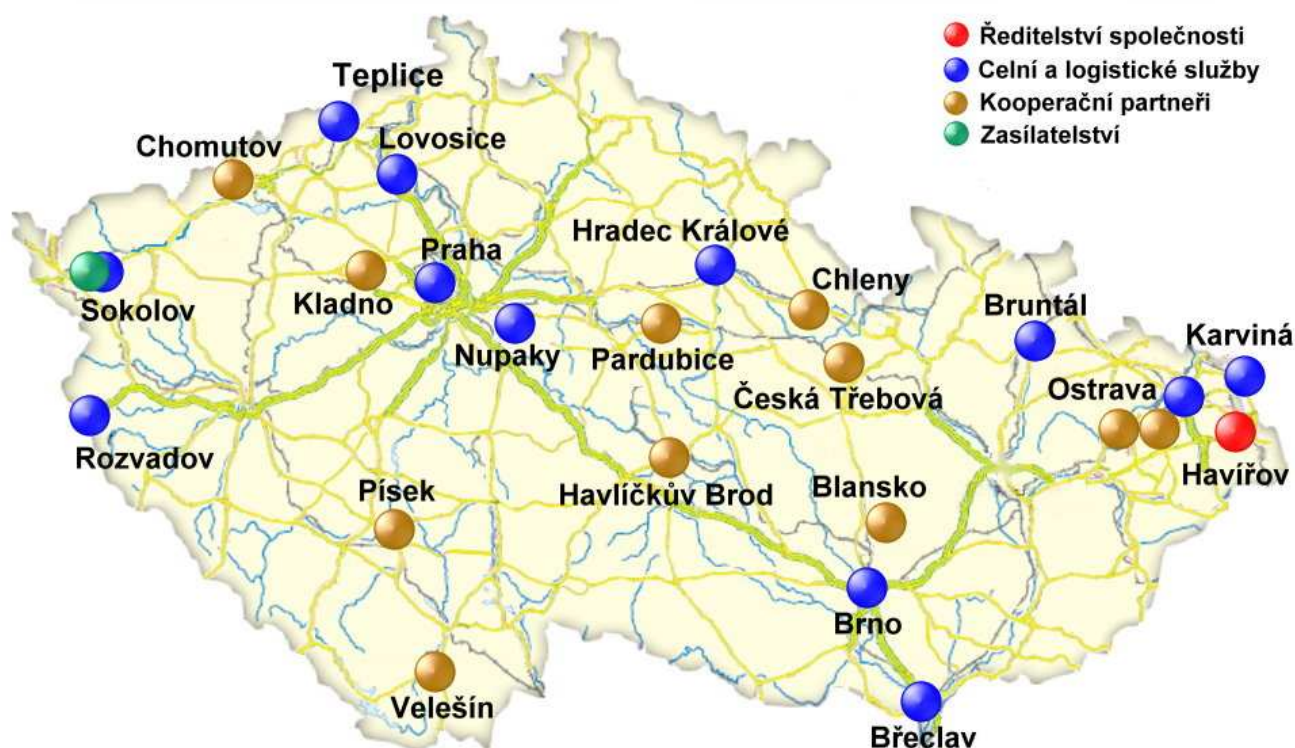 Ředitelství společnosti
Celní a logistické služby
Kooperační partneři
Zasílatelství
Teplice
Chomutov
Lovosice
Hradec Králové
Praha
Chleny
Sokolov
Kladno
Bruntál
Karviná
Nupaky
Pardubice
Česká Třebová
Ostrava
Rozvadov
Havířov
Písek
Havlíčkův Brod
Blansko
Brno
Velešín
Břeclav